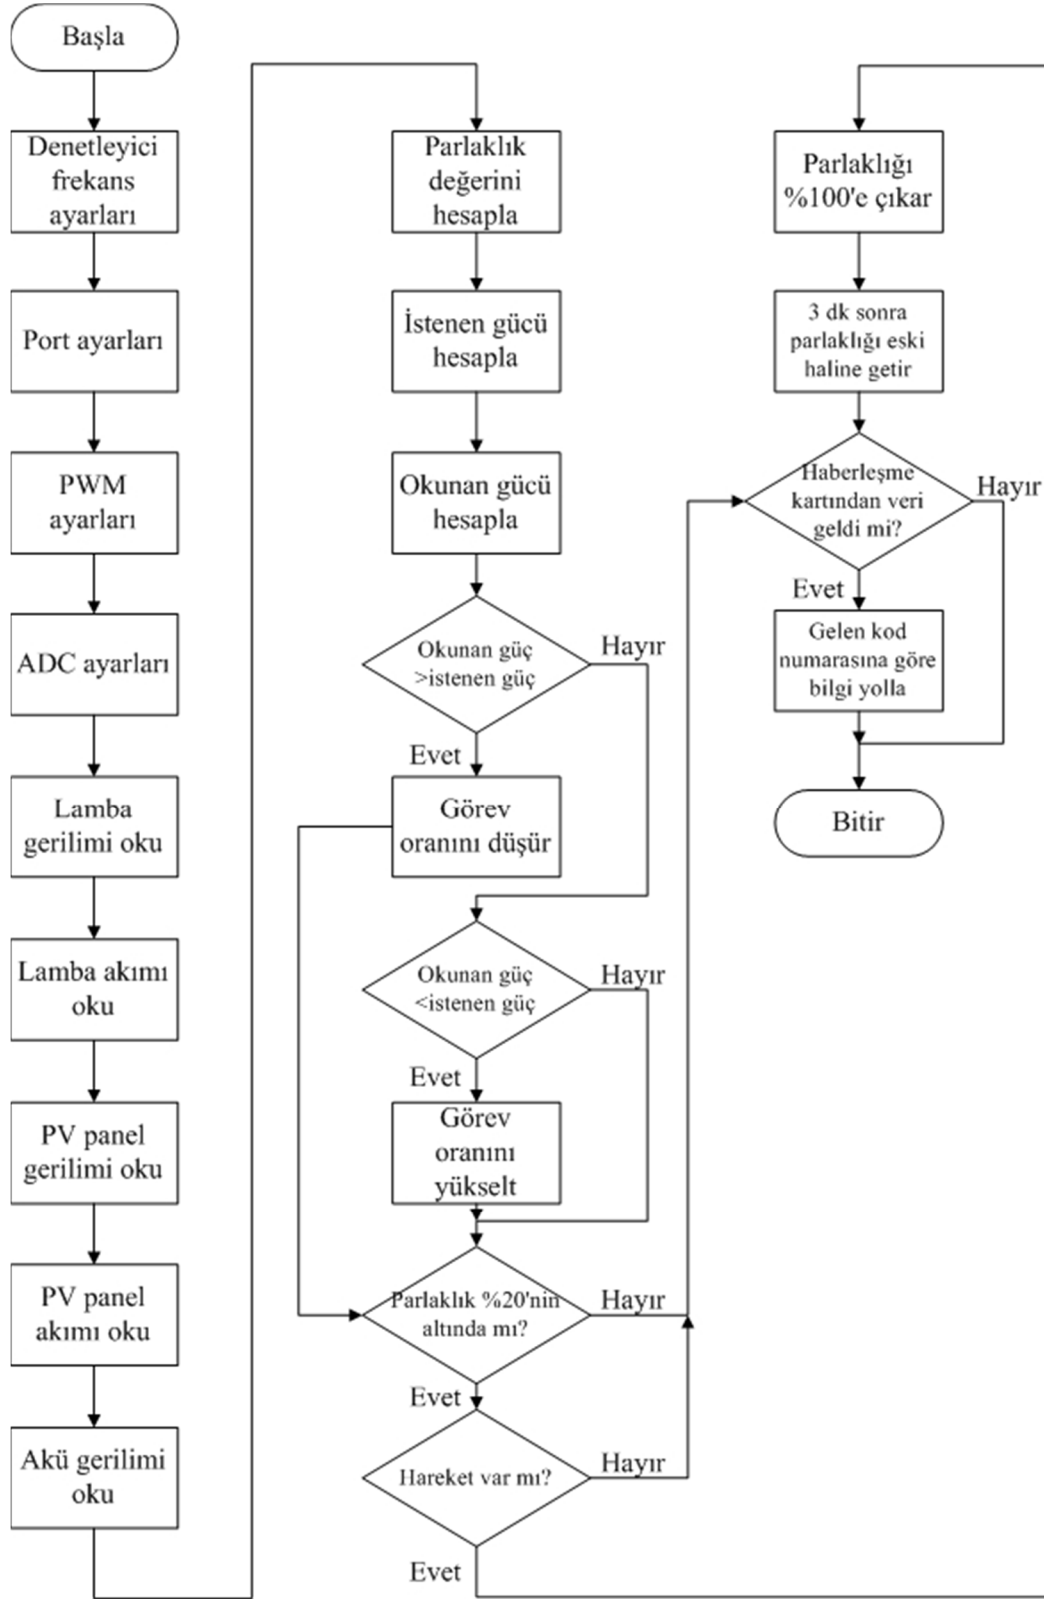 Başla
Denetleyici
frekans
ayarları
Port ayarları
PWM
ayarları
ADC ayarları
Lamba
gerilimi oku
Lamba akımı
oku
PV panel
gerilimi oku
PV panel
akımı oku
Akü gerilimi
oku
Parlaklık
değerini
hesapla
İstenen gücü
hesapla
Okunan gücü
hesapla
Okunan güç
>istenen güç
Hayır
Evet
Görev
oranını düşür
Okunan güç
<istenen güç
Hayır
Evet
Görev
oranını
yükselt
Parlaklık %20'nin
altında mı?
Hayır
Evet
Hareket var mı?
Hayır
Evet
Parlaklığı
%100'e çıkar
3 dk sonra
parlaklığı eski
haline getir
Haberleşme
kartından veri
geldi mi?
Hayır
Evet
Gelen kod
numarasına göre
bilgi yolla
Bitir